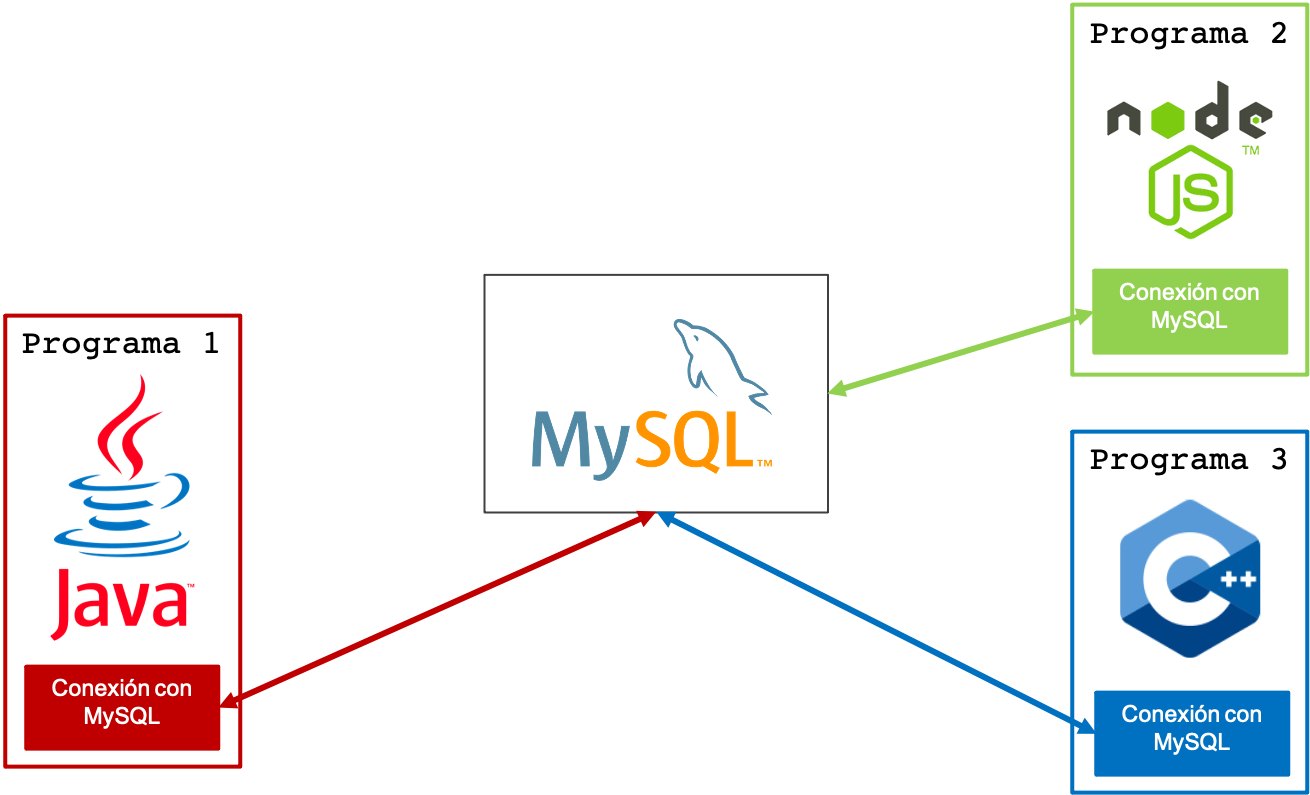 Programa 1
Java™
Conexión con
MySQL
MySQL™
Programa 2
node
TM
JS
Conexión con
MySQL
Programa 3
C++
Conexión con
MySQL